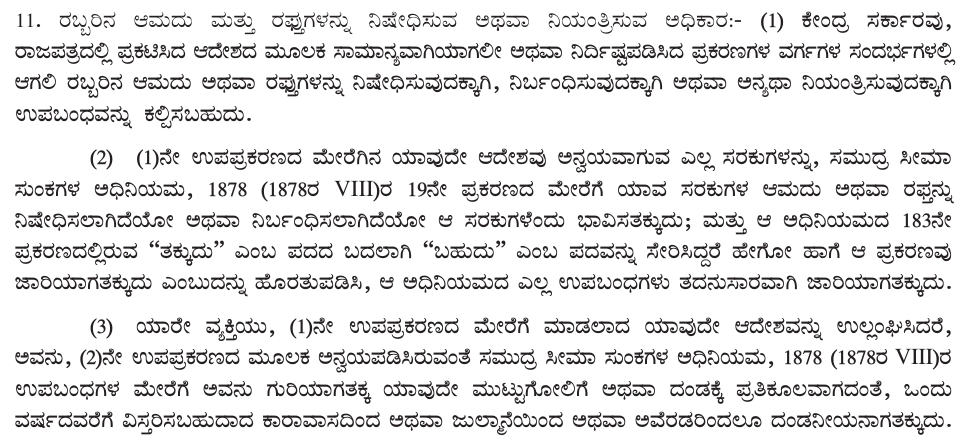 11. ರಬ್ಬರಿನ ಆಮದು ಮತ್ತು ರಫ್ತುಗಳನ್ನು ನಿಷೇಧಿಸುವ ಅಥವಾ ನಿಯಂತ್ರಿಸುವ ಅಧಿಕಾರ:- (1) ಕೇಂದ್ರ ಸರ್ಕಾರವು,
ರಾಜಪತ್ರದಲ್ಲಿ ಪ್ರಕಟಿಸಿದ ಆದೇಶದ ಮೂಲಕ ಸಾಮಾನ್ಯವಾಗಿಯಾಗಲೀ ಅಥವಾ ನಿರ್ದಿಷ್ಟಪಡಿಸಿದ ಪ್ರಕರಣಗಳ ವರ್ಗಗಳ ಸಂದರ್ಭಗಳಲ್ಲಿ
ಆಗಲಿ ರಬ್ಬರಿನ ಆಮದು ಅಥವಾ ರಫ್ತುಗಳನ್ನು ನಿಷೇಧಿಸುವುದಕ್ಕಾಗಿ, ನಿರ್ಬಂಧಿಸುವುದಕ್ಕಾಗಿ ಅಥವಾ ಅನ್ಯಥಾ ನಿಯಂತ್ರಿಸುವುದಕ್ಕಾಗಿ
ಉಪಬಂಧವನ್ನು ಕಲ್ಪಿಸಬಹುದು.
(2) (1)ನೇ ಉಪಪ್ರಕರಣದ ಮೇರೆಗಿನ ಯಾವುದೇ ಆದೇಶವು ಅನ್ವಯವಾಗುವ ಎಲ್ಲ ಸರಕುಗಳನ್ನು, ಸಮುದ್ರ ಸೀಮಾ
ಸುಂಕಗಳ ಅಧಿನಿಯಮ, 1878 (1878ರ VIII)ರ 19ನೇ ಪ್ರಕರಣದ ಮೇರೆಗೆ ಯಾವ ಸರಕುಗಳ ಆಮದು ಅಥವಾ ರಫ್ತನ್ನು
ನಿಷೇಧಿಸಲಾಗಿದೆಯೋ ಅಥವಾ ನಿರ್ಬಂಧಿಸಲಾಗಿದೆಯೋ ಆ ಸರಕುಗಳೆಂದು ಭಾವಿಸತಕ್ಕುದು; ಮತ್ತು ಆ ಅಧಿನಿಯಮದ 183ನೇ
ಪ್ರಕರಣದಲ್ಲಿರುವ “ತಕ್ಕುದು” ಎಂಬ ಪದದ ಬದಲಾಗಿ “ಬಹುದು” ಎಂಬ ಪದವನ್ನು ಸೇರಿಸಿದ್ದರೆ ಹೇಗೋ ಹಾಗೆ ಆ ಪ್ರಕರಣವು
ಜಾರಿಯಾಗತಕ್ಕುದು ಎಂಬುದನ್ನು ಹೊರತುಪಡಿಸಿ, ಆ ಅಧಿನಿಯಮದ ಎಲ್ಲ ಉಪಬಂಧಗಳು ತದನುಸಾರವಾಗಿ ಜಾರಿಯಾಗತಕ್ಕುದು.
(3) ಯಾರೇ ವ್ಯಕ್ತಿಯು, (1)ನೇ ಉಪಪ್ರಕರಣದ ಮೇರೆಗೆ ಮಾಡಲಾದ ಯಾವುದೇ ಆದೇಶವನ್ನು ಉಲ್ಲಂಘಿಸಿದರೆ,
ಅವನು, (2)ನೇ ಉಪಪ್ರಕರಣದ ಮೂಲಕ ಅನ್ವಯಪಡಿಸಿರುವಂತೆ ಸಮುದ್ರ ಸೀಮಾ ಸುಂಕಗಳ ಅಧಿನಿಯಮ, 1878 (1878ರ VIII)ರ
ಉಪಬಂಧಗಳ ಮೇರೆಗೆ ಅವನು ಗುರಿಯಾಗತಕ್ಕ ಯಾವುದೇ ಮುಟ್ಟುಗೋಲಿಗೆ ಅಥವಾ ದಂಡಕ್ಕೆ ಪ್ರತಿಕೂಲವಾಗದಂತೆ, ಒಂದು
ವರ್ಷದವರೆಗೆ ವಿಸ್ತರಿಸಬಹುದಾದ ಕಾರಾವಾಸದಿಂದ ಅಥವಾ ಜುಲ್ಮಾನೆಯಿಂದ ಅಥವಾ ಅವೆರಡರಿಂದಲೂ ದಂಡನೀಯನಾಗತಕ್ಕುದು.